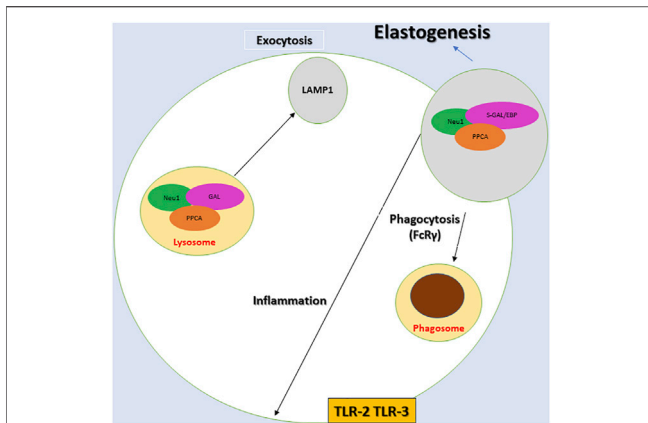 Exocytosis
Elastogenesis
LAMP1
Neu1
S-GAL/EBP
PPCA
Neu1
GAL
PPCA
Lysosome
Phagocytosis
(FcRγ)
Inflammation
Phagosome
TLR-2 TLR-3